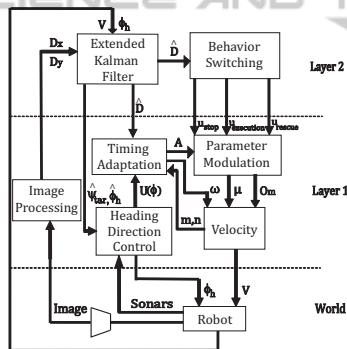 V ϕh
Dx
Dy
Extended
Kalman
Filter
D̂
Behavior
Switching
Layer 2
D̂
ustop uexecution urescue
Timing
Adaptation
A
Parameter
Modulation
Layer 1
Image
Processing
ψ̂tar, ϕ̂h
U(ϕ)
ω
μ
Om
m,n
Heading
Direction
Control
Velocity
Image
Sonars
ϕh
V
World
Robot